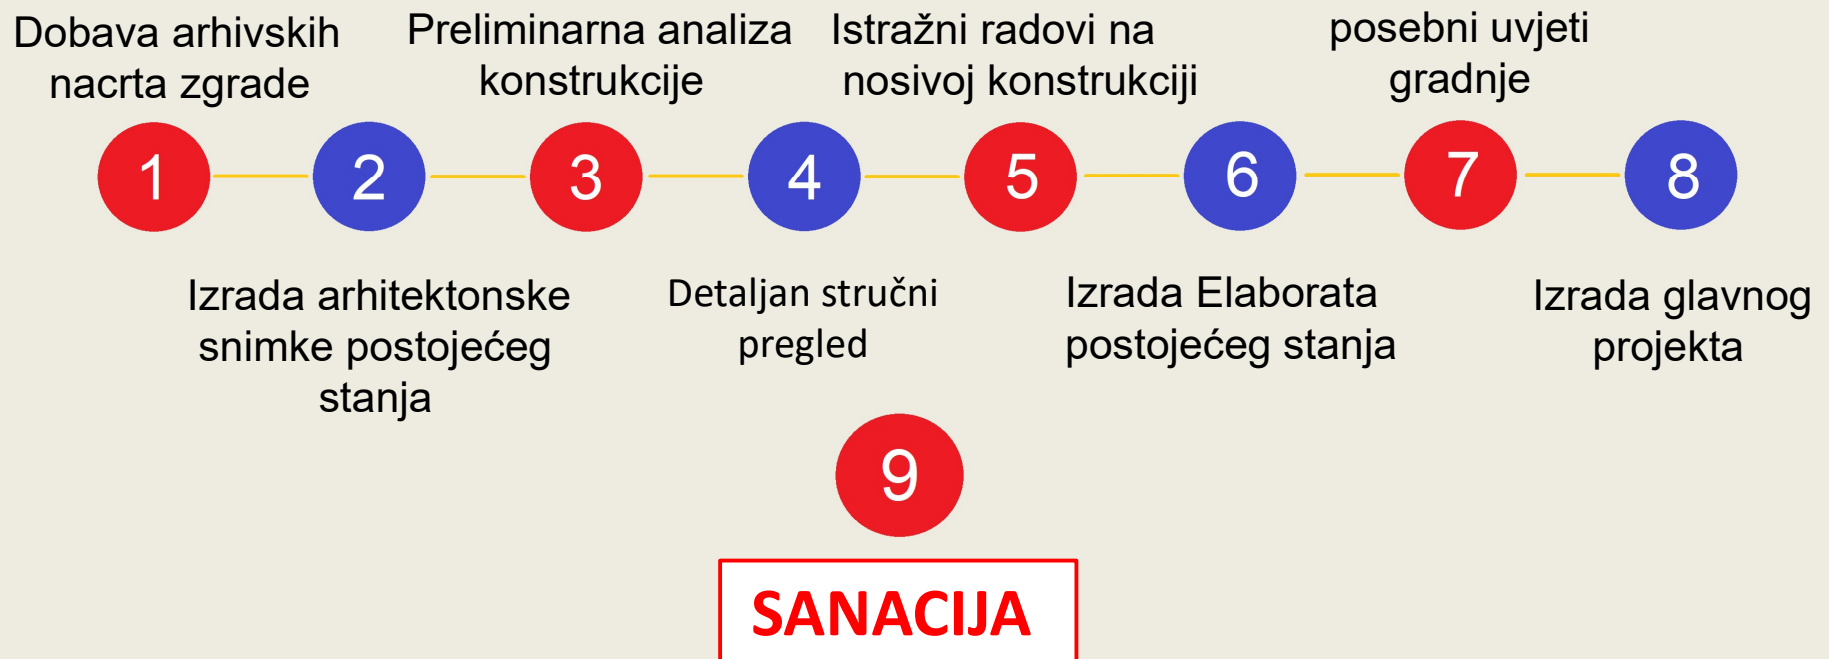 Dobava arhivskih
nacrta zgrade
Preliminarna analiza
konstrukcije
Istražni radovi na
nosivoj konstrukciji
posebni uvjeti
gradnje
1
2
3
4
5
6
7
8
Izrada arhitektonske
snimke postojećeg
stanja
Detaljan stručni
pregled
Izrada Elaborata
postojećeg stanja
Izrada glavnog
projekta
9
SANACIJA